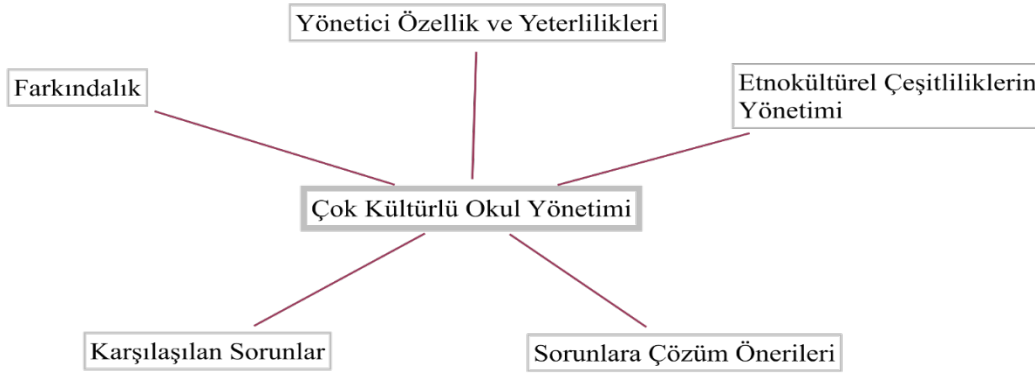 Yönetici Özellik ve Yeterlilikleri
Farkındalık
Etnokültürel Çeşitliliklerin
Yönetimi
Çok Kültürlü Okul Yönetimi
Karşılaşılan Sorunlar
Sorunlara Çözüm Önerileri